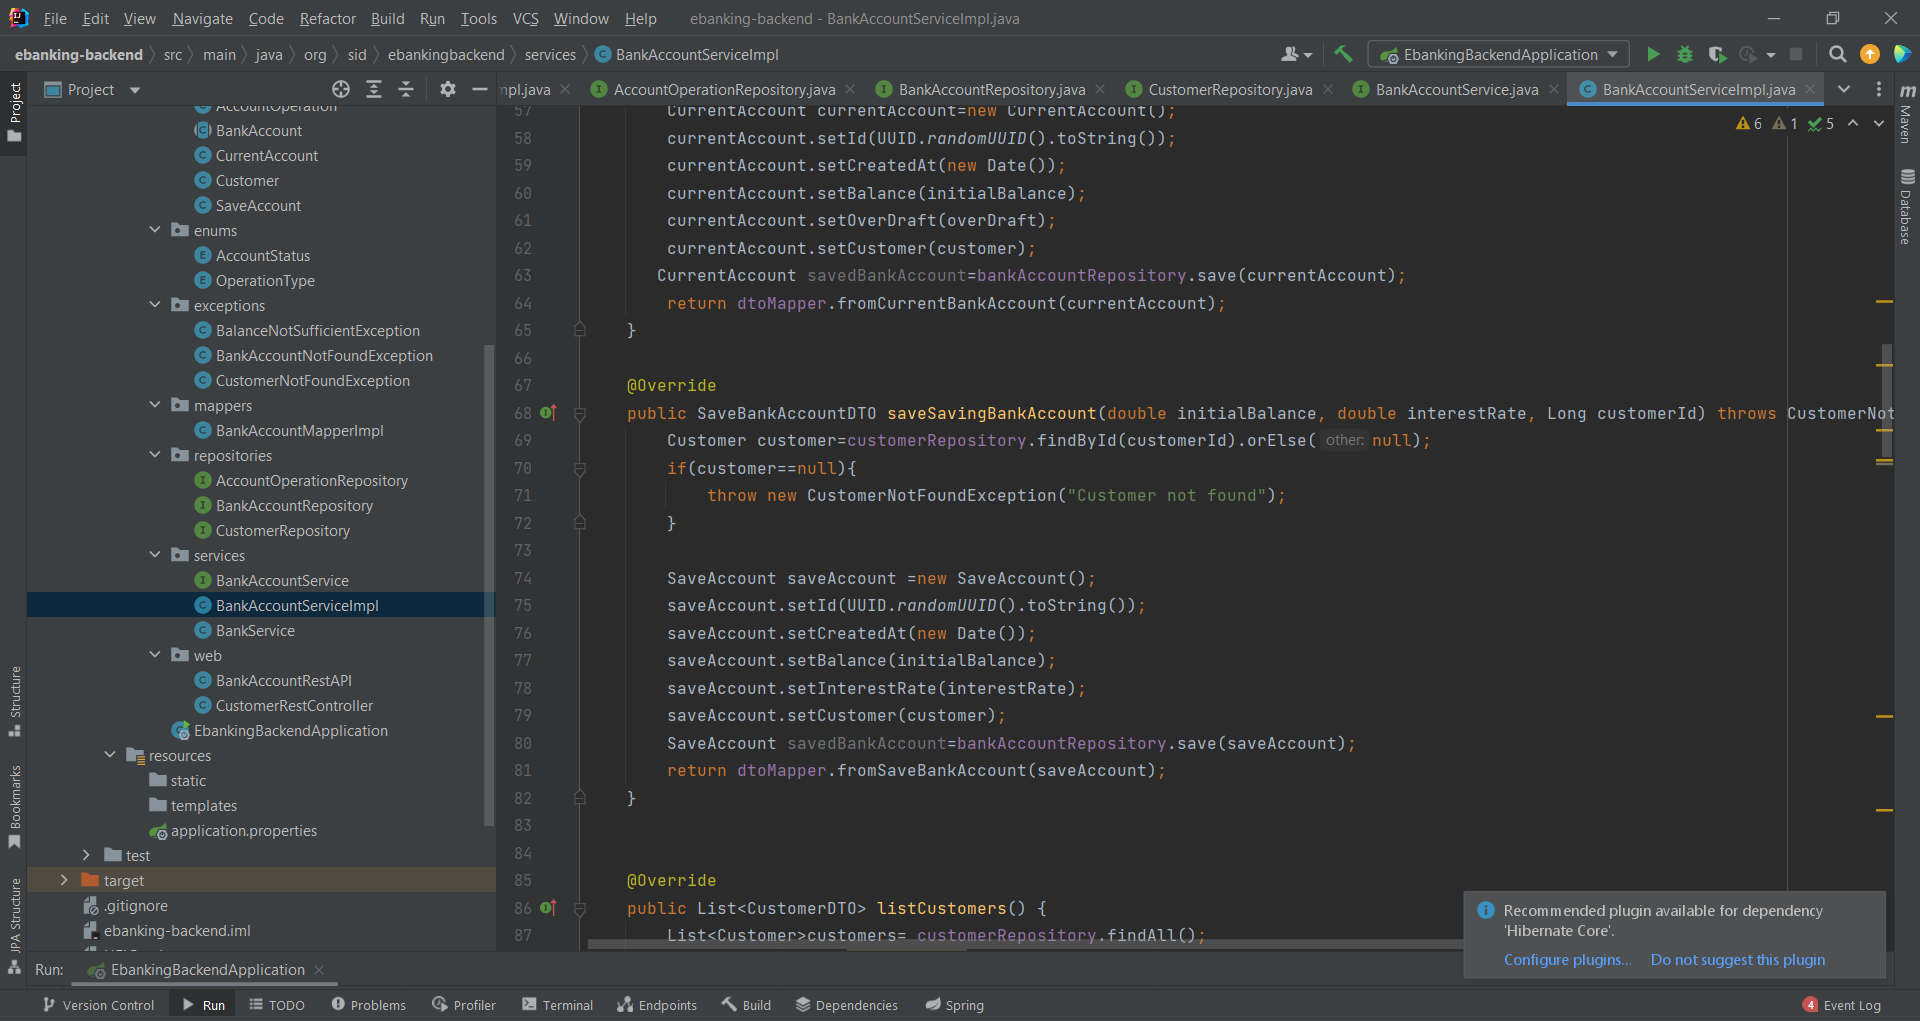 File Edit View Navigate Code Refactor Build Run Tools VCS Window Help ebanking-backend - BankAccountServiceImpl.java
ebanking-backend src main java org sid ebankingbackend services BankAccountServiceImpl
EbankingBackendApplication
Project
mpl.java AccountOperationRepository.java BankAccountRepository.java CustomerRepository.java BankAccountService.java BankAccountServiceImpl.java
Project
Structure
Bookmarks
JPA Structure
AccountOperation
BankAccount
CurrentAccount
Customer
SaveAccount
enums
AccountStatus
OperationType
exceptions
BalanceNotSufficientException
BankAccountNotFoundException
CustomerNotFoundException
mappers
BankAccountMapperImpl
repositories
AccountOperationRepository
BankAccountRepository
CustomerRepository
services
BankAccountService
BankAccountServiceImpl
BankService
web
BankAccountRestAPI
CustomerRestController
EbankingBackendApplication
resources
static
templates
application.properties
test
target
.gitignore
ebanking-backend.iml
6 1 5
57 CurrentAccount currentAccount=new CurrentAccount();
58 currentAccount.setId(UUID.randomUUID().toString());
59 currentAccount.setCreatedAt(new Date());
60 currentAccount.setBalance(initialBalance);
61 currentAccount.setOverDraft(overDraft);
62 currentAccount.setCustomer(customer);
63 CurrentAccount savedBankAccount=bankAccountRepository.save(currentAccount);
64 return dtoMapper.fromCurrentBankAccount(currentAccount);
65 }
66
67 @Override
68 public SaveBankAccountDTO saveSavingBankAccount(double initialBalance, double interestRate, Long customerId) throws CustomerNot
69 Customer customer=customerRepository.findById(customerId).orElse( other: null);
70 if(customer==null){
71 throw new CustomerNotFoundException("Customer not found");
72 }
73
74 SaveAccount saveAccount =new SaveAccount();
75 saveAccount.setId(UUID.randomUUID().toString());
76 saveAccount.setCreatedAt(new Date());
77 saveAccount.setBalance(initialBalance);
78 saveAccount.setInterestRate(interestRate);
79 saveAccount.setCustomer(customer);
80 SaveAccount savedBankAccount=bankAccountRepository.save(saveAccount);
81 return dtoMapper.fromSaveBankAccount(saveAccount);
82 }
83
84
85 @Override
86 public List<CustomerDTO> listCustomers() {
87 List<Customer>customers= customerRepository.findAll();
Maven
Database
Recommended plugin available for dependency
'Hibernate Core'.
Configure plugins... Do not suggest this plugin
Run: EbankingBackendApplication
Version Control Run TODO Problems Profiler Terminal Endpoints Build Dependencies Spring 4 Event Log